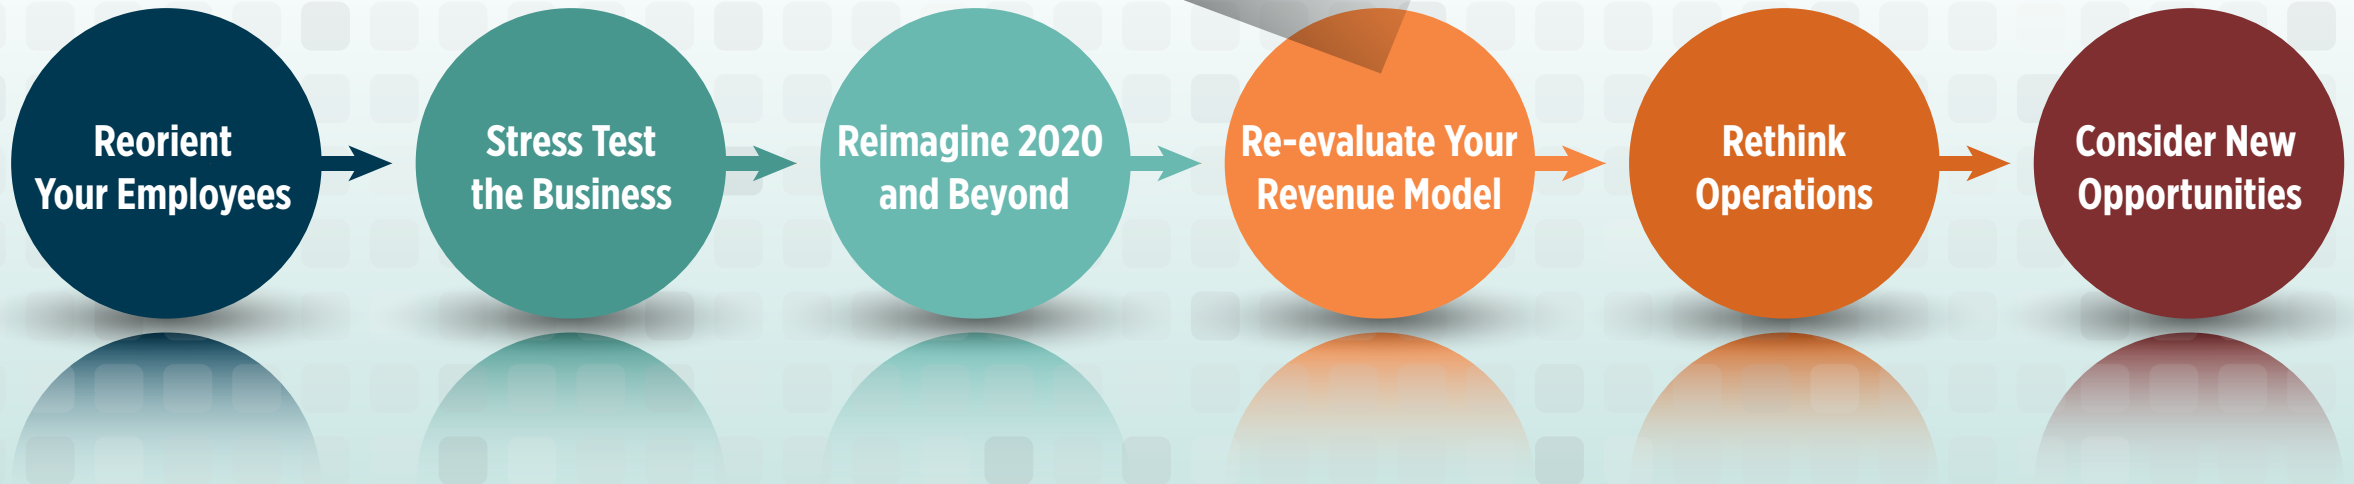 Reorient
Your Employees
Stress Test
the Business
Reimagine 2020
and Beyond
Re-evaluate Your
Revenue Model
Rethink
Operations
Consider New
Opportunities